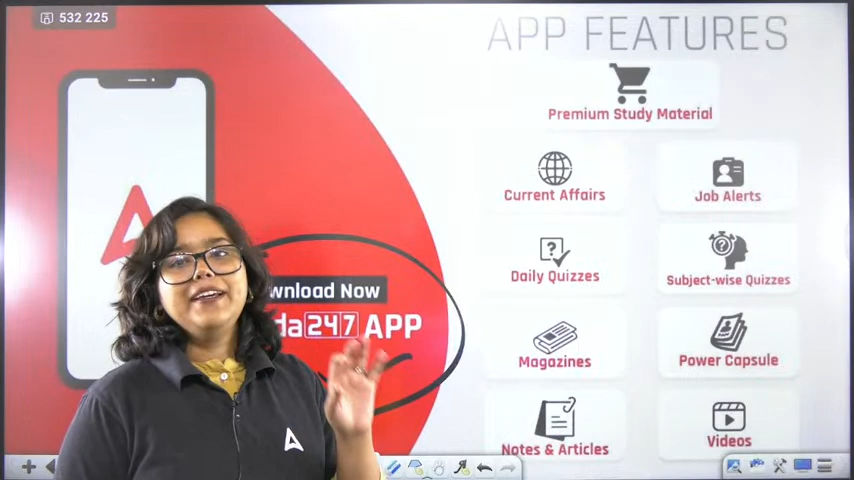 532 225
APP FEATURES
Premium Study Material
Current Affairs
Job Alerts
Daily Quizzes
Subject-wise Quizzes
Magazines
Power Capsule
Notes & Articles
Videos
wnload Now
da247 APP